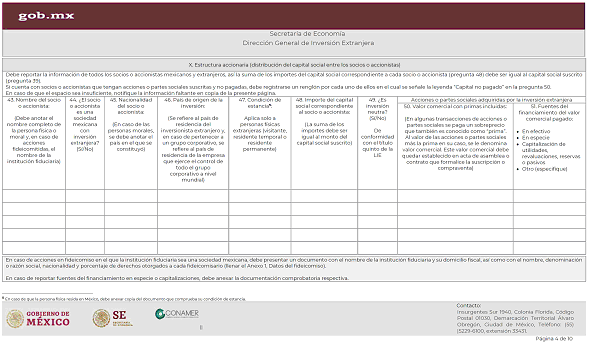 gob.mx
Secretaría de Economía
Dirección General de Inversión Extranjera
X. Estructura accionaria (distribución del capital social entre los socios o accionistas)
Debe reportar la información de todos los socios o accionistas mexicanos y extranjeros, así la suma de los importes del capital social correspondiente a cada socio o accionista (pregunta 48) debe ser igual al capital social suscrito
(pregunta 39).
Si cuenta con socios o accionistas que tengan acciones o partes sociales suscritas y no pagadas, debe registrarse un renglón por cada uno de ellos en el cual se señale la leyenda "Capital no pagado" en la pregunta 50.
En caso de que el espacio sea insuficiente, notifique la información faltante en copia de la presente página.
43. Nombre del socio
o accionista:
(Debe anotar el
nombre completo de
la persona física o
moral y, en caso de
acciones
fideicomitidas, el
nombre de la
institución fiduciaria)
44. ¿El socio
o accionista
es una
sociedad
mexicana
con
inversión
extranjera?
(Sí/No)
45. Nacionalidad
del socio o
accionista:
(En caso de las
personas morales,
se debe anotar el
país en el que se
constituyó)
46. País de origen de la
inversión:
(Se refiere al país de
residencia del
inversionista extranjero y,
en caso de pertenecer a
un grupo corporativo, se
refiere al país de
residencia de la empresa
que ejerce el control de
todo el grupo
corporativo a nivel
mundial)
47. Condición de
estancia⁸:
Aplica solo a
personas físicas
extranjeras (visitante,
residente temporal o
residente
permanente)
48. Importe del capital
social correspondiente
al socio o accionista:
(La suma de los
importes debe ser
igual al monto del
capital social suscrito)
49. ¿Es
inversión
neutra?
(Sí/No)
De
conformidad
con el título
quinto de la
LIE
Acciones o partes sociales adquiridas por la inversión extranjera
50. Valor comercial con primas incluidas:
(En algunas transacciones de acciones o
partes sociales se paga un sobreprecio
que también es conocido como "prima".
Al valor de las acciones o partes sociales
más la prima en su caso, se le denomina
valor comercial. Este valor comercial debe
quedar establecido en acta de asamblea o
contrato que formalice la suscripción o
compraventa)
51. Fuentes del
financiamiento del valor
comercial pagado:
• En efectivo
• En especie
• Capitalización de
utilidades,
revaluaciones, reservas
o pasivos
• Otro (especifique)
En caso de acciones en fideicomiso en el que la institución fiduciaria sea una sociedad mexicana, debe presentar un documento con el nombre de la institución fiduciaria y su domicilio fiscal, así como con el nombre, denominación
o razón social, nacionalidad y porcentaje de derechos otorgados a cada fideicomisario (llenar el Anexo 1, Datos del fideicomiso).
En caso de reportar fuentes del financiamiento en especie o capitalizaciones, debe anexar la documentación comprobatoria respectiva.
⁸ En caso de que la persona física resida en México, debe anexar copia del documento que compruebe su condición de estancia.
GOBIERNO DE
MÉXICO
SE
CONAMER
Contacto:
Insurgentes Sur 1940, Colonia Florida, Código
Postal 01030, Demarcación Territorial Álvaro
Obregón, Ciudad de México, Teléfono: (55)
5229-6100, extensión 33431.
Página 4 de 10